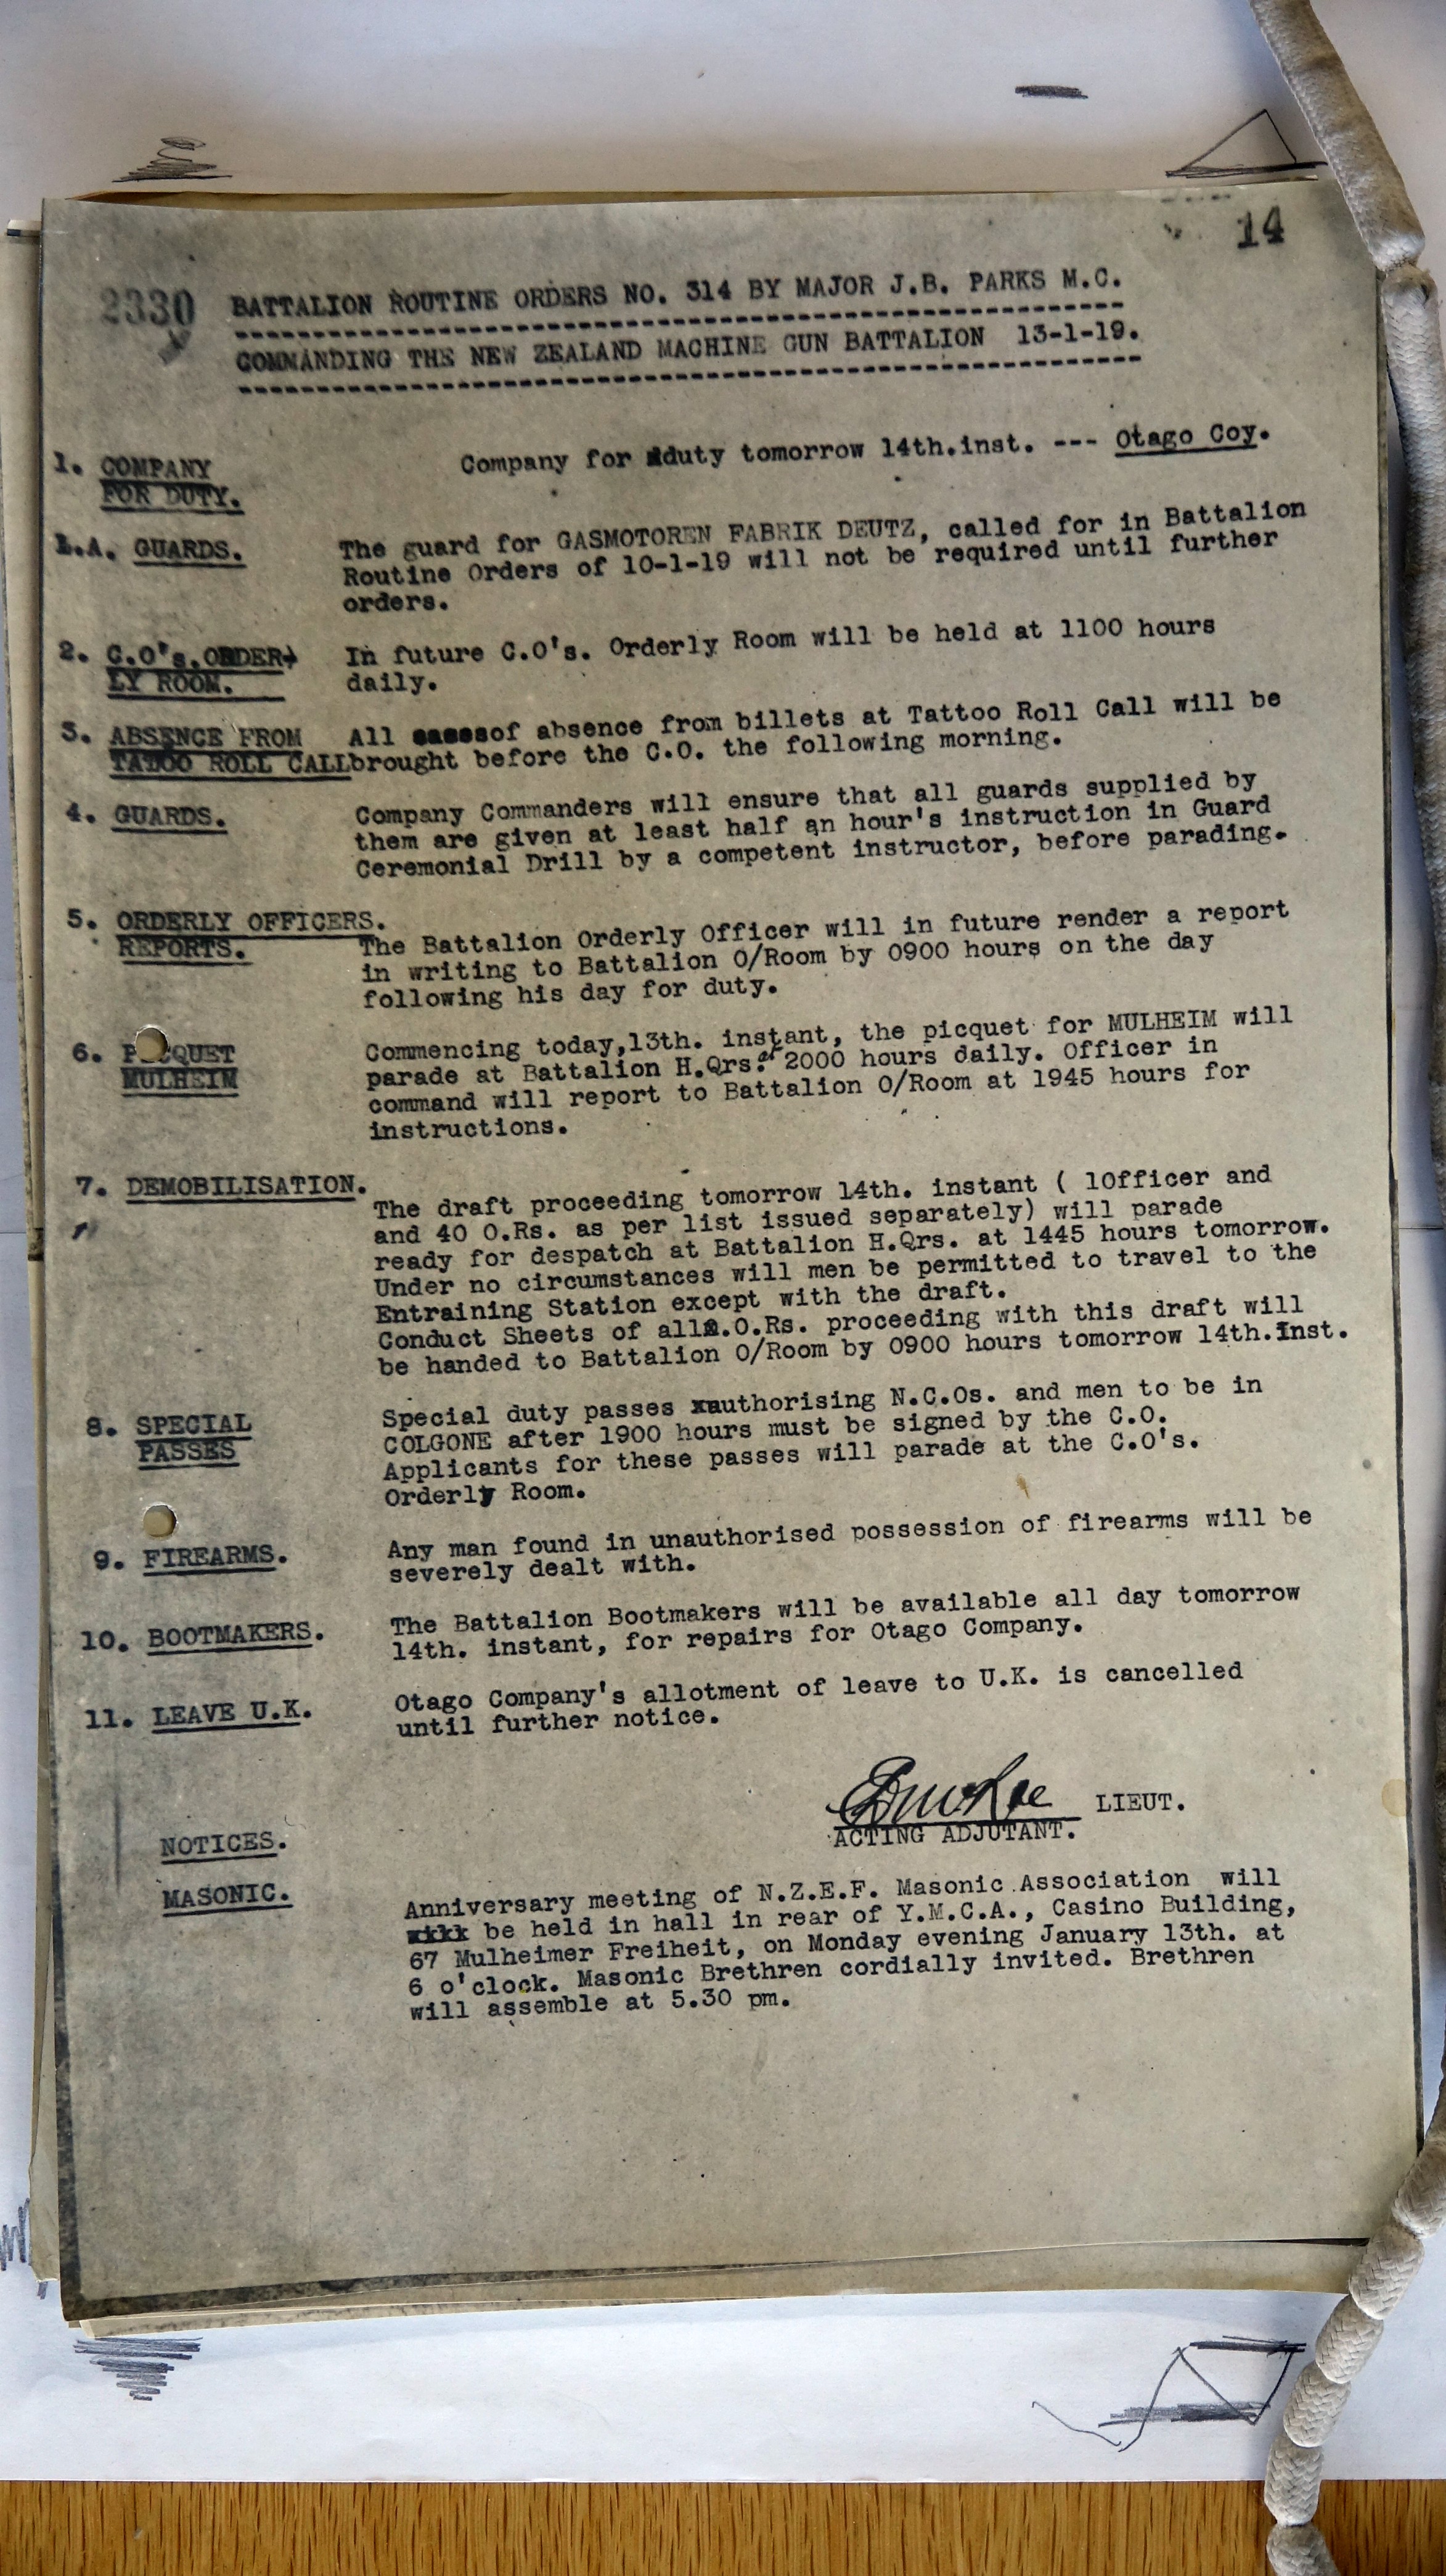 14
2330
BATTALION ROUTINE ORDERS NO. 314 BY MAJOR J.B. PARKS M.C.
COMMANDING THE NEW ZEALAND MACHINE GUN BATTALION 13-1-19.
1. COMPANY FOR DUTY. Company for duty tomorrow 14th.inst. --- Otago Coy.
1.A. GUARDS. The guard for GASMOTOREN FABRIK DEUTZ, called for in Battalion
Routine Orders of 10-1-19 will not be required until further
orders.
2. C.O's. ORDER- In future C.O's. Orderly Room will be held at 1100 hours
LY ROOM. daily.
3. ABSENCE FROM All cases of absence from billets at Tattoo Roll Call will be
TATOO ROLL CALL brought before the C.O. the following morning.
4. GUARDS. Company Commanders will ensure that all guards supplied by
them are given at least half an hour's instruction in Guard
Ceremonial Drill by a competent instructor, before parading.
5. ORDERLY OFFICERS.
REPORTS. The Battalion Orderly Officer will in future render a report
in writing to Battalion O/Room by 0900 hours on the day
following his day for duty.
6. P CQUET Commencing today,13th. instant, the picquet for MULHEIM will
MULHEIM parade at Battalion H.Qrs. at 2000 hours daily. Officer in
command will report to Battalion O/Room at 1945 hours for
instructions.
7. DEMOBILISATION.
The draft proceeding tomorrow 14th. instant ( 1Officer and
and 40 O.Rs. as per list issued separately) will parade
ready for despatch at Battalion H.Qrs. at 1445 hours tomorrow.
Under no circumstances will men be permitted to travel to the
Entraining Station except with the draft.
Conduct Sheets of all O.Rs. proceeding with this draft will
be handed to Battalion O/Room by 0900 hours tomorrow 14th.Inst.
8. SPECIAL Special duty passes authorising N.C.Os. and men to be in
PASSES COLGONE after 1900 hours must be signed by the C.O.
Applicants for these passes will parade at the C.O's.
Orderly Room.
9. FIREARMS. Any man found in unauthorised possession of firearms will be
severely dealt with.
10. BOOTMAKERS. The Battalion Bootmakers will be available all day tomorrow
14th. instant, for repairs for Otago Company.
11. LEAVE U.K. Otago Company's allotment of leave to U.K. is cancelled
until further notice.
LIEUT.
ACTING ADJUTANT.
NOTICES.
MASONIC. Anniversary meeting of N.Z.E.F. Masonic Association will
be held in hall in rear of Y.M.C.A., Casino Building,
67 Mulheimer Freiheit, on Monday evening January 13th. at
6 o'clock. Masonic Brethren cordially invited. Brethren
will assemble at 5.30 pm.